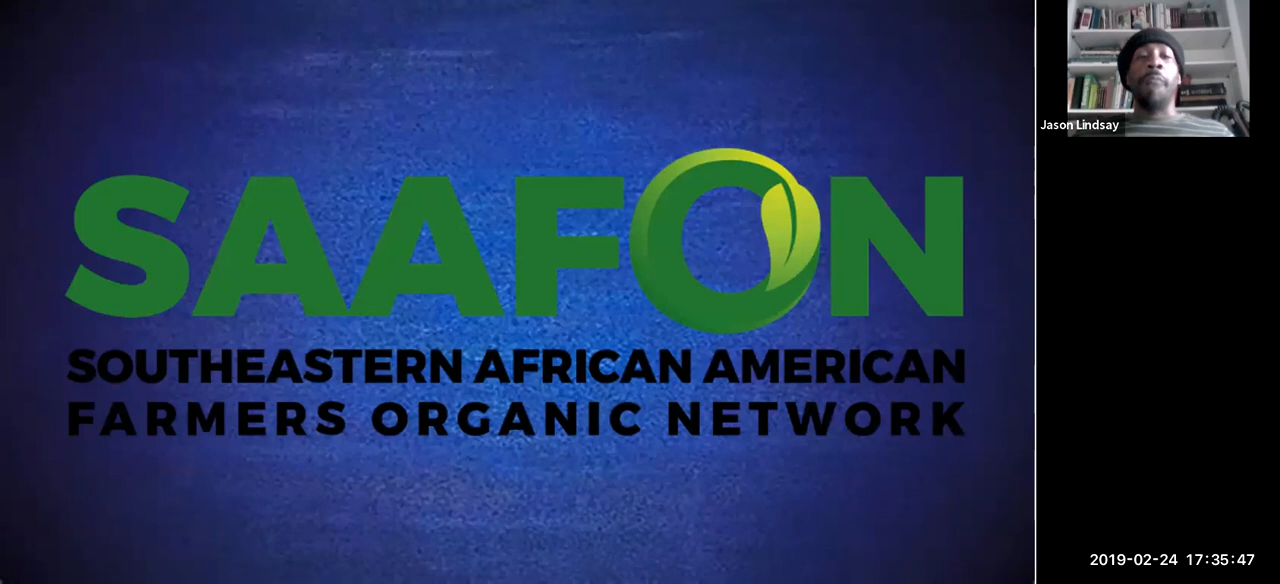 SAAFON
SOUTHEASTERN AFRICAN AMERICAN
FARMERS ORGANIC NETWORK
Jason Lindsay
2019-02-24 17:35:47